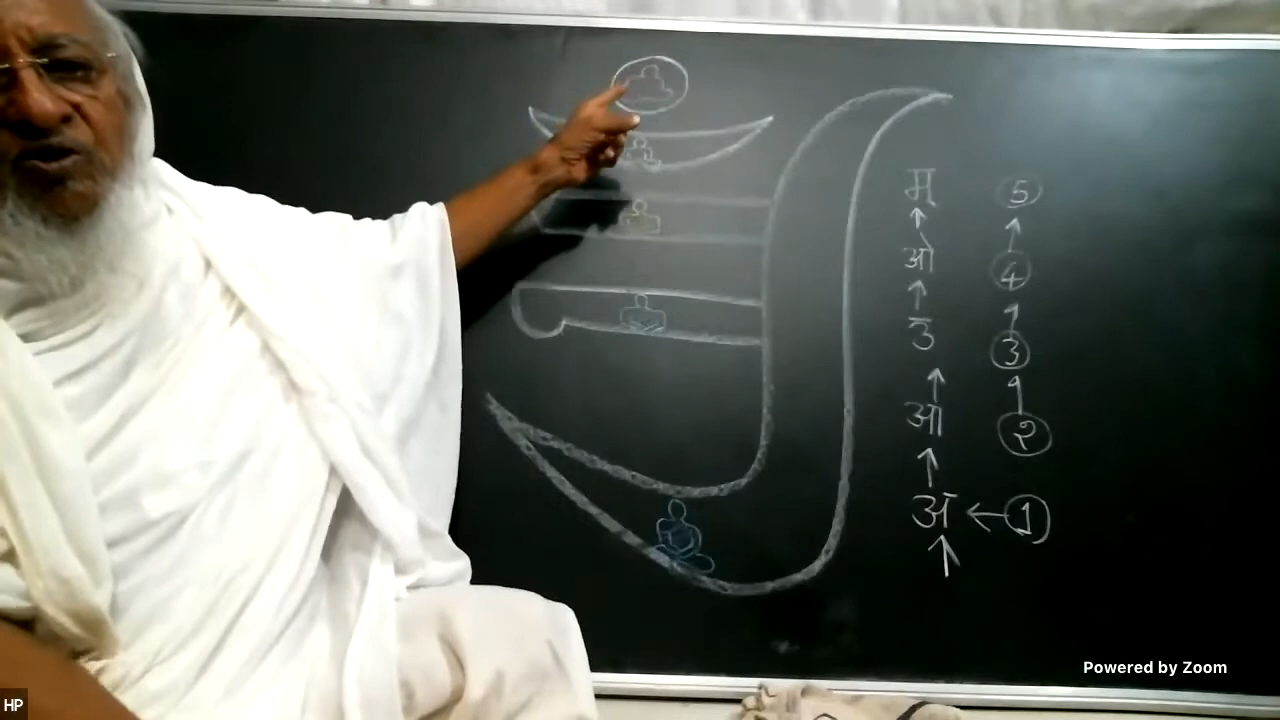 म् 5
↑ ↑
ओ 4
↑ ↑
उ 3
↑ ↑
आ २
↑
अ ← 1
↑
Powered by Zoom
HP